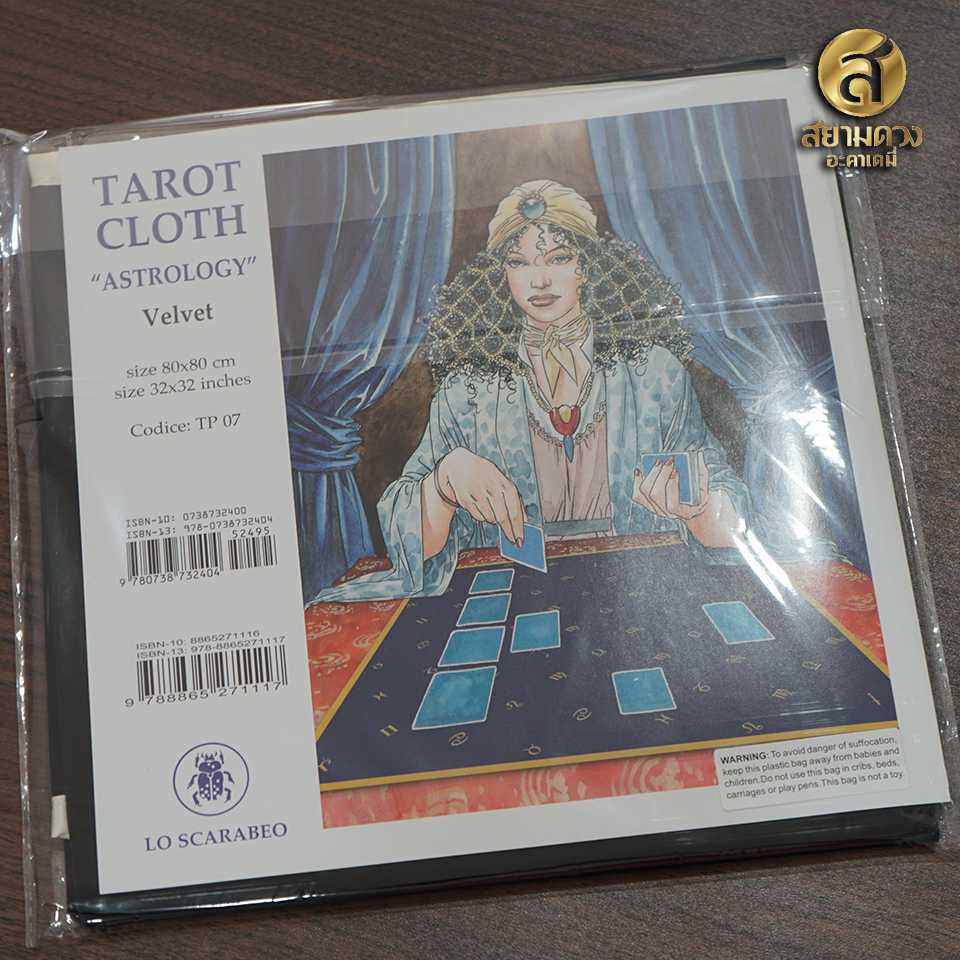 ส
สยามดวง
อะคาเดมี่
TAROT
CLOTH
"ASTROLOGY"
Velvet
size 80x80 cm
size 32x32 inches
Codice: TP 07
ISBN-10: 0738732400
ISBN-13: 978-0738732404
52495
9 780738 732404
ISBN-10: 8865271116
ISBN-13: 978-8865271117
9 788865 271117
LO SCARABEO
WARNING: To avoid danger of suffocation,
keep this plastic bag away from babies and
children.Do not use this bag in cribs, beds,
carriages or play pens.This bag is not a toy.